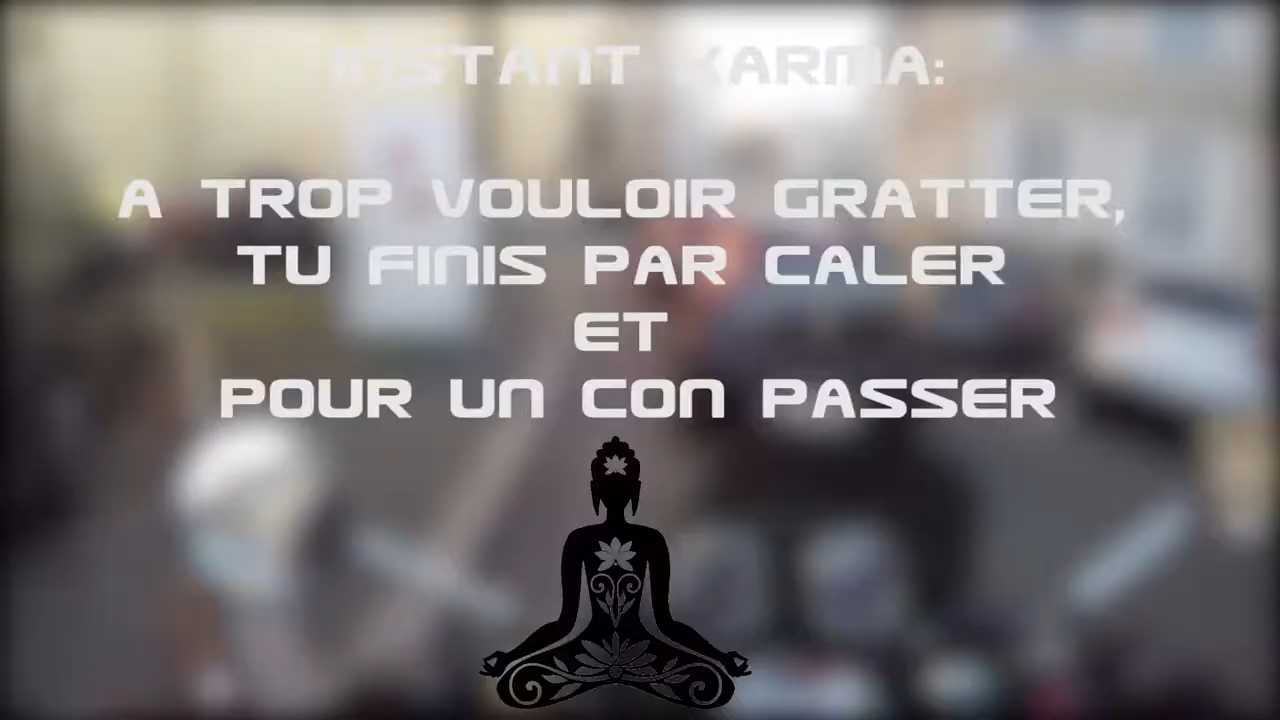 INSTANT KARMA:
A TROP VOULOIR GRATTER,
TU FINIS PAR CALER
ET
POUR UN CON PASSER